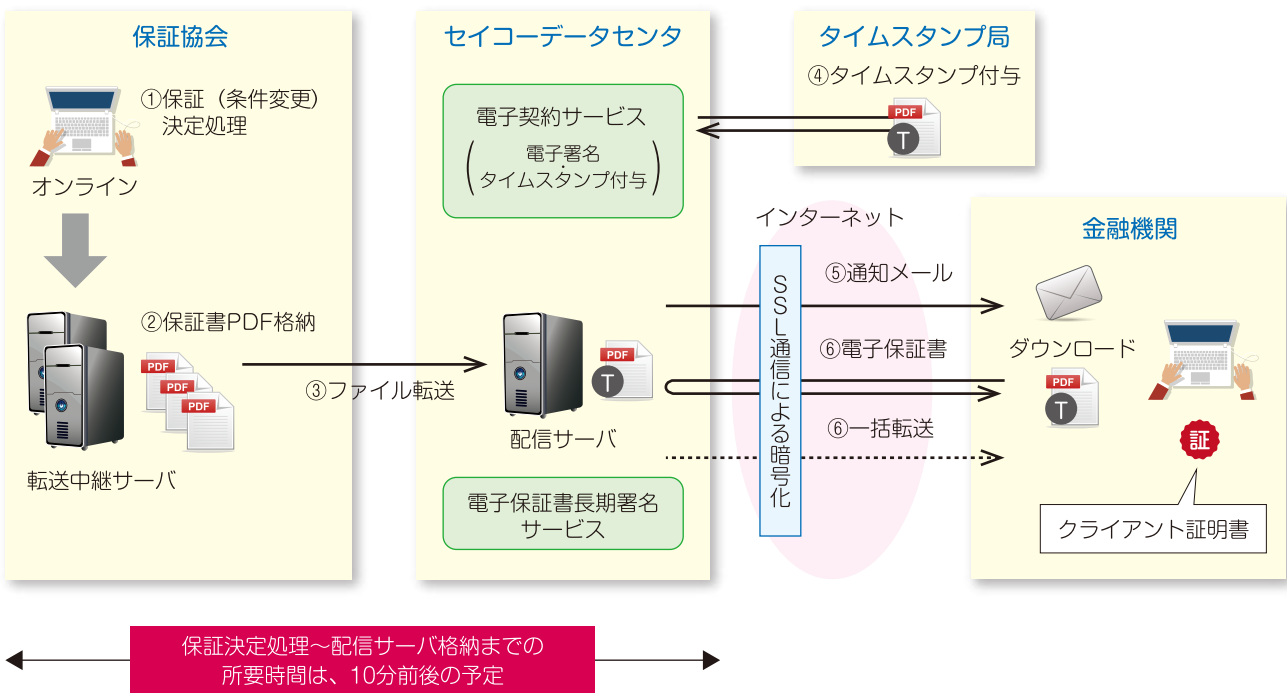 保証協会
①保証（条件変更）
決定処理
オンライン
②保証書PDF格納
PDF
PDF
PDF
転送中継サーバ
③ファイル転送
セイコーデータセンタ
電子契約サービス
（電子署名
・
タイムスタンプ付与）
PDF
T
配信サーバ
電子保証書長期署名
サービス
タイムスタンプ局
④タイムスタンプ付与
PDF
T
インターネット
SSL通信による暗号化
⑤通知メール
⑥電子保証書
⑥一括転送
金融機関
ダウンロード
PDF
T
証
クライアント証明書
保証決定処理～配信サーバ格納までの
所要時間は、10分前後の予定